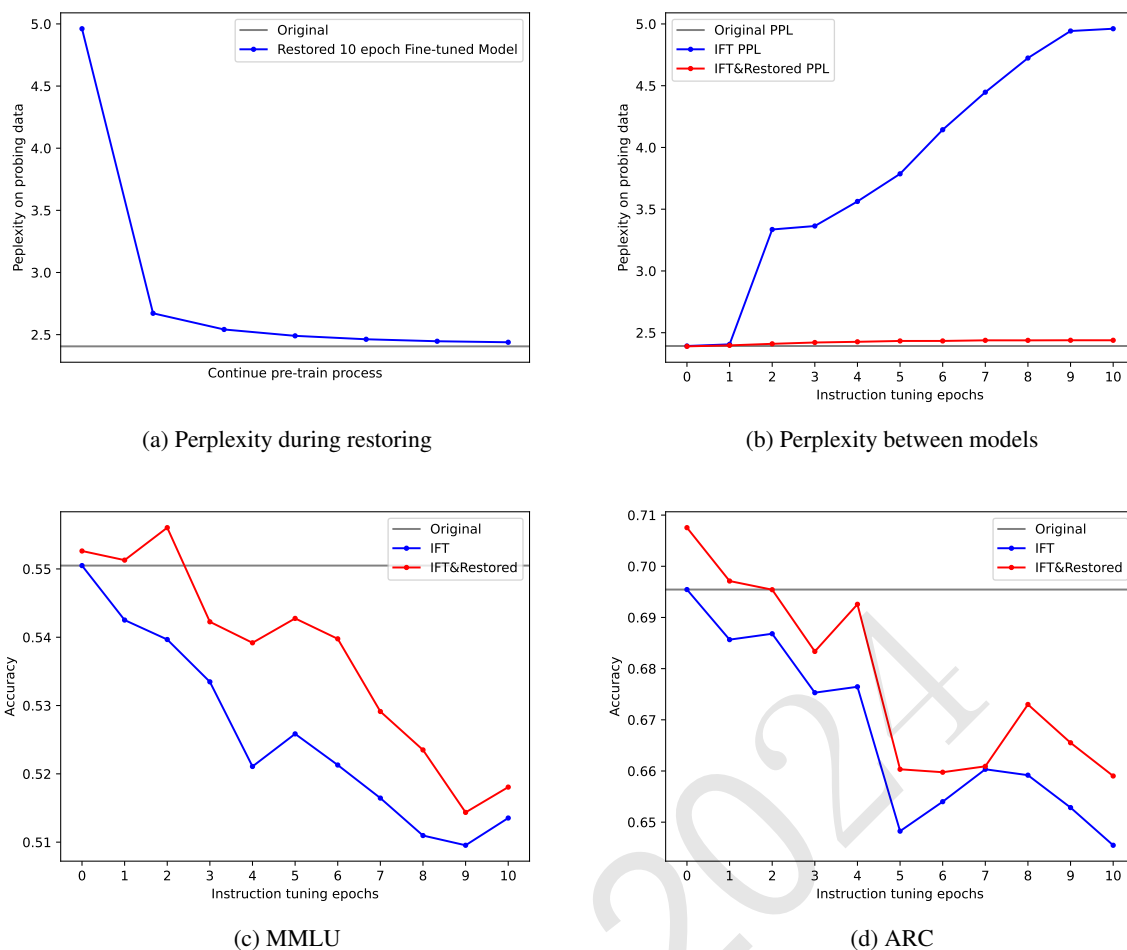 Original
Restored 10 epoch Fine-tuned Model
5.0
4.5
4.0
3.5
3.0
2.5
Peplexity on probing data
Continue pre-train process
(a) Perplexity during restoring
Original PPL
IFT PPL
IFT&Restored PPL
5.0
4.5
4.0
3.5
3.0
2.5
Peplexity on probing data
0 1 2 3 4 5 6 7 8 9 10
Instruction tuning epochs
(b) Perplexity between models
Original
IFT
IFT&Restored
0.55
0.54
0.53
0.52
0.51
Accuracy
0 1 2 3 4 5 6 7 8 9 10
Instruction tuning epochs
(c) MMLU
Original
IFT
IFT&Restored
0.71
0.70
0.69
0.68
0.67
0.66
0.65
Accuracy
0 1 2 3 4 5 6 7 8 9 10
Instruction tuning epochs
(d) ARC
2024